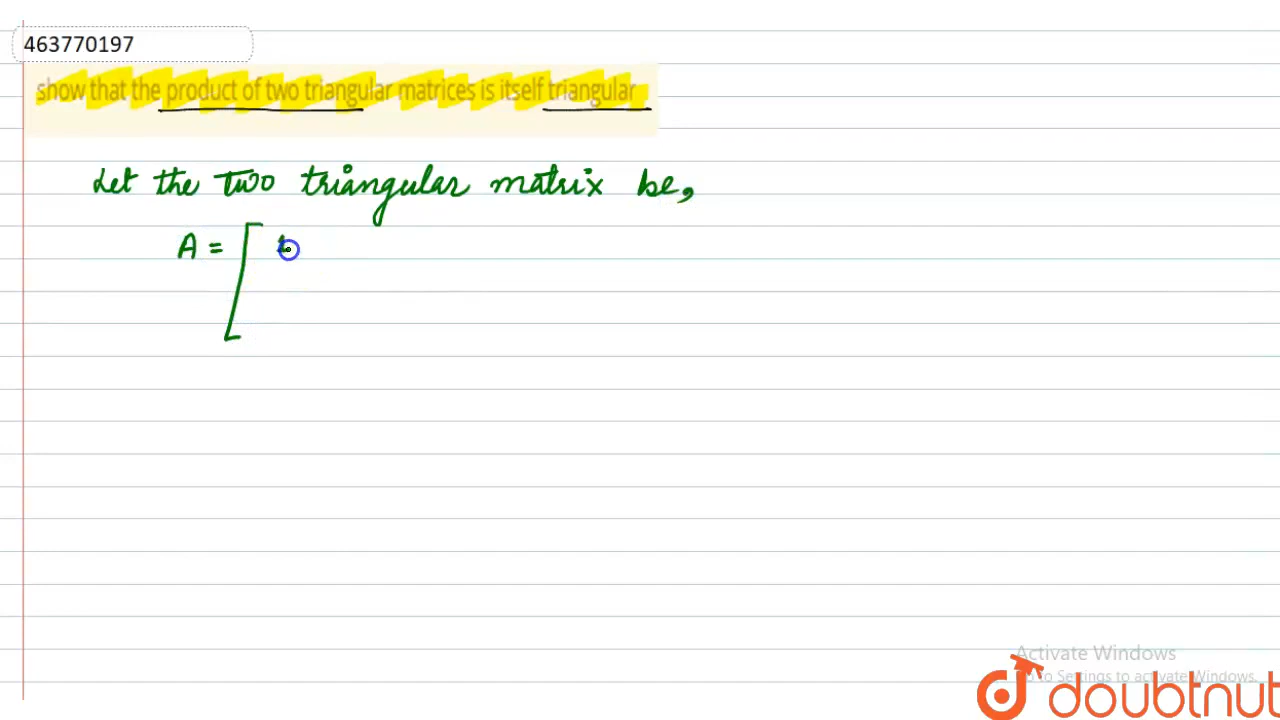 463770197
show that the product of two triangular matrices is itself triangular
Let the two triangular matrix be,
A =
Activate Windows
Go to Settings to activate Windows.
doubtnut